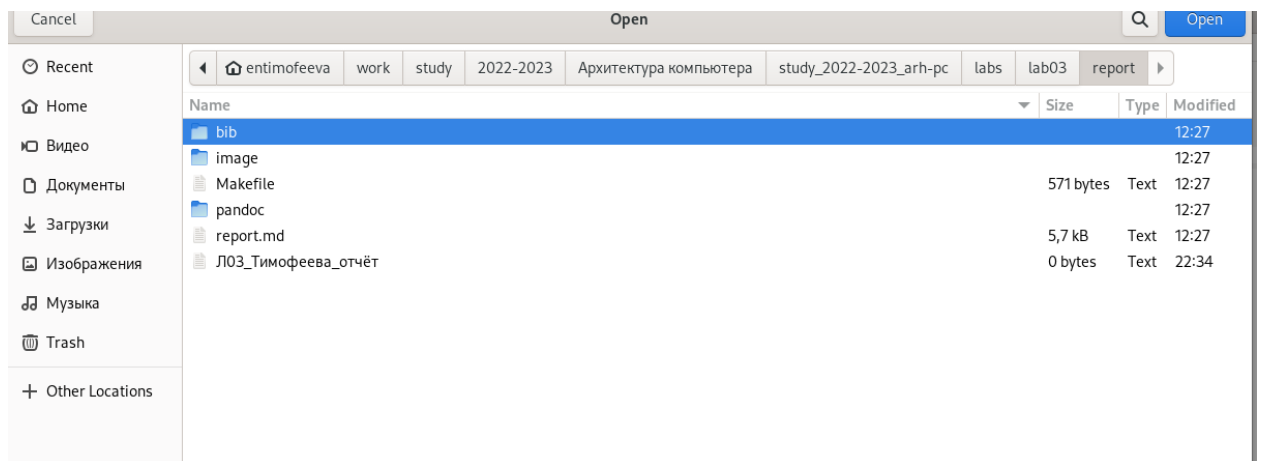 Cancel Open Open
Recent
Home
Видео
Документы
Загрузки
Изображения
Музыка
Trash
Other Locations
entimofeeva work study 2022-2023 Архитектура компьютера study_2022-2023_arh-pc labs lab03 report
Name Size Type Modified
bib 12:27
image 12:27
Makefile 571 bytes Text 12:27
pandoc 12:27
report.md 5,7 kB Text 12:27
Л03_Тимофеева_отчёт 0 bytes Text 22:34